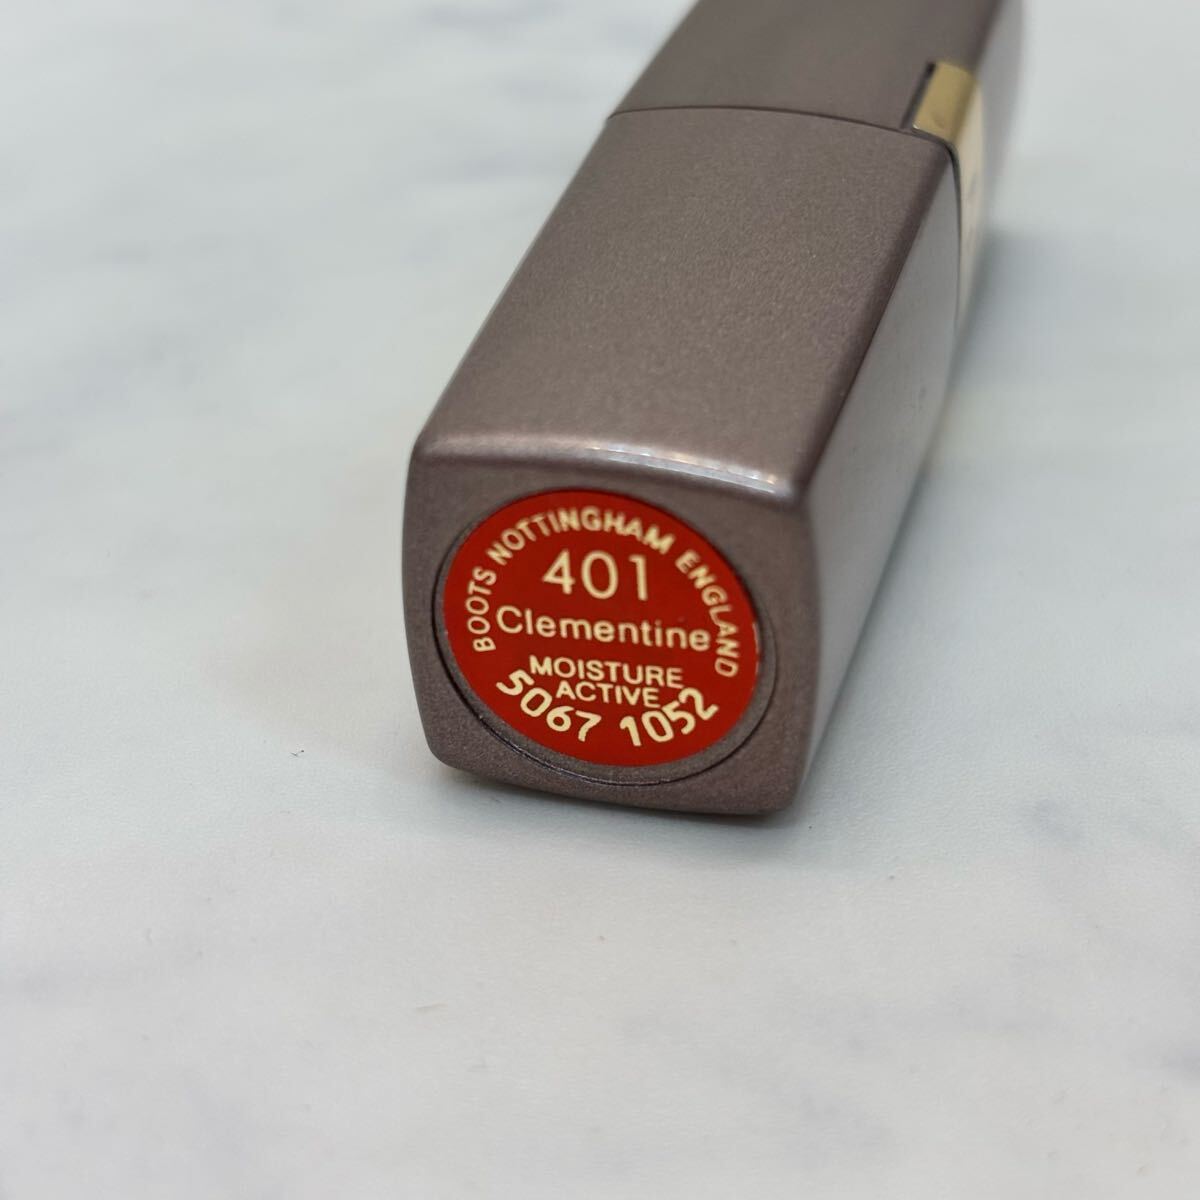 BOOTS NOTTINGHAM ENGLAND
401
Clementine
MOISTURE
ACTIVE
5067 1052